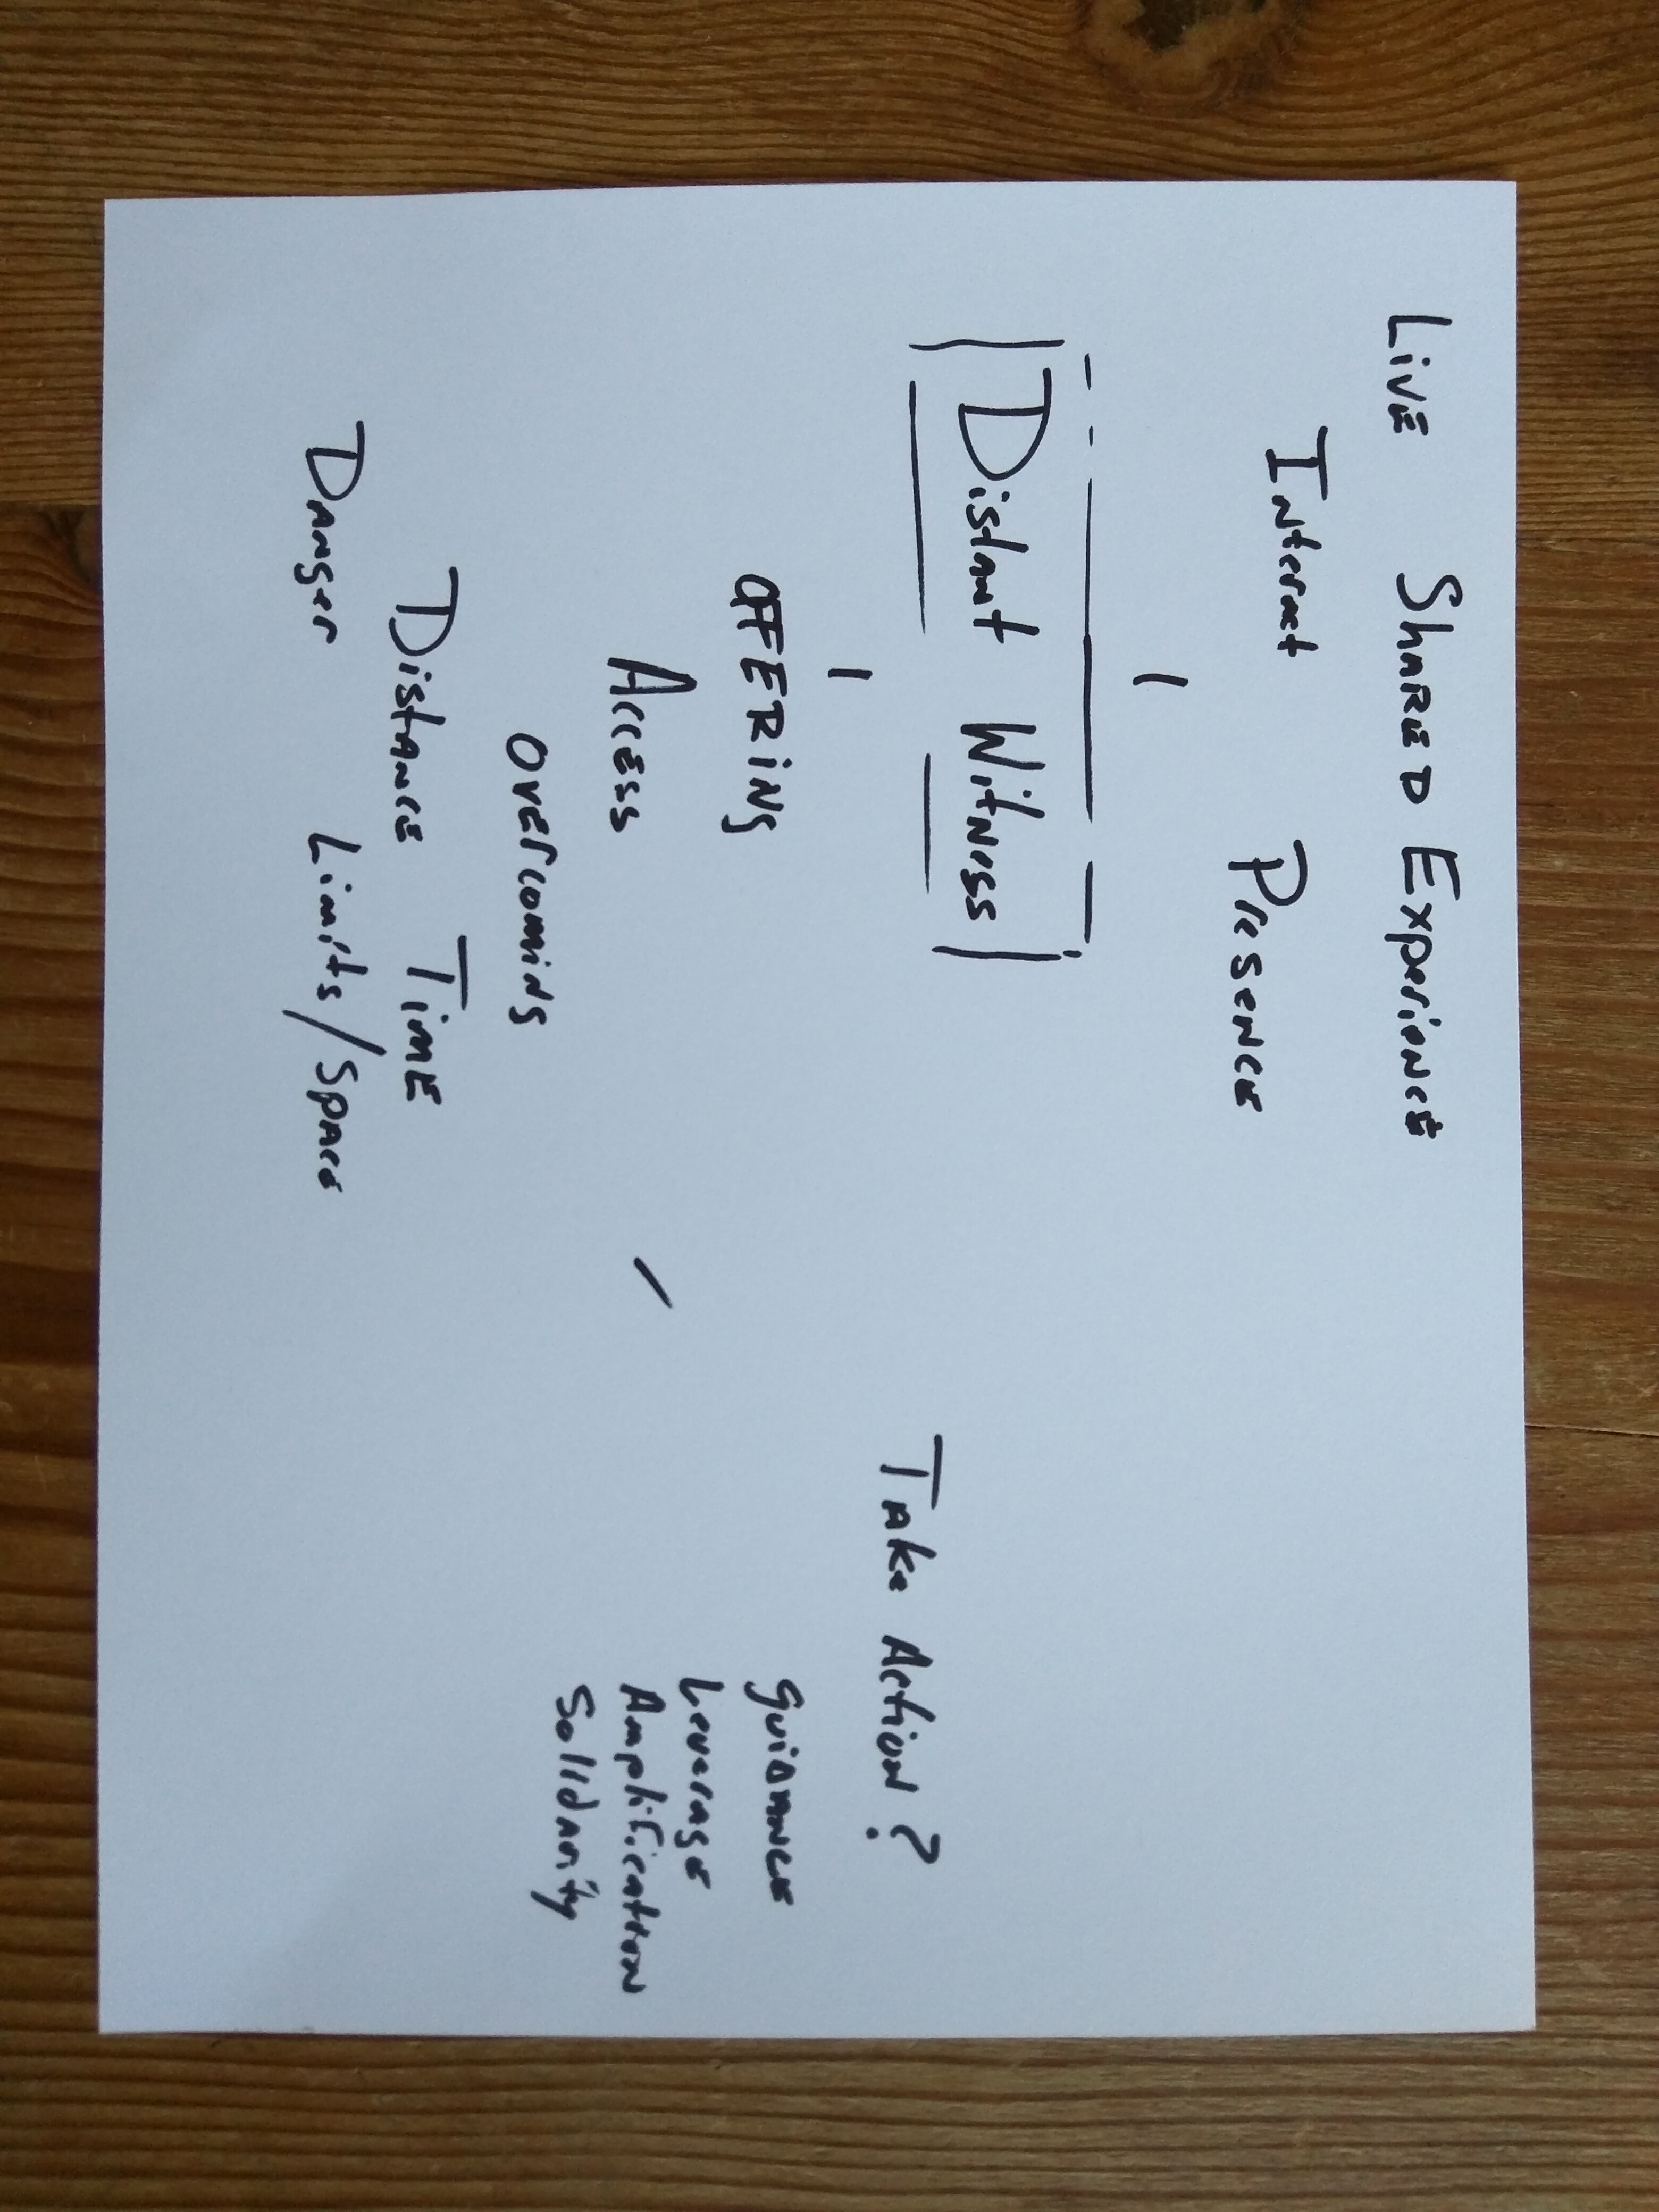 Live Shared Experience
Presence
Distant Witness
OFFERING
Access
Overcoming
Distance Time
Danger Limits/Space
Take Action?
Guidance
Leverage
Amplification
Solidarity